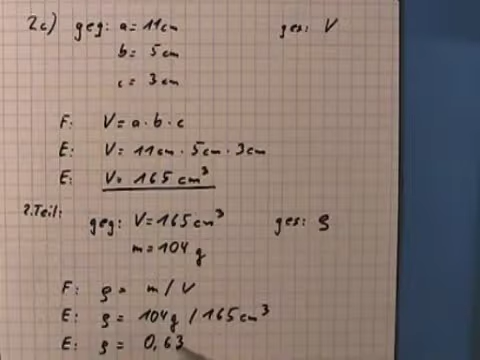 2c) geg: a = 11cm ges: V
b = 5cm
c = 3cm
F: V = a · b · c
E: V = 11cm · 5cm · 3cm
E: V = 165 cm³
2.Teil: geg: V = 165 cm³ ges: ρ
m = 104 g
F: ρ = m / V
E: ρ = 104g / 165cm³
E: ρ = 0,63